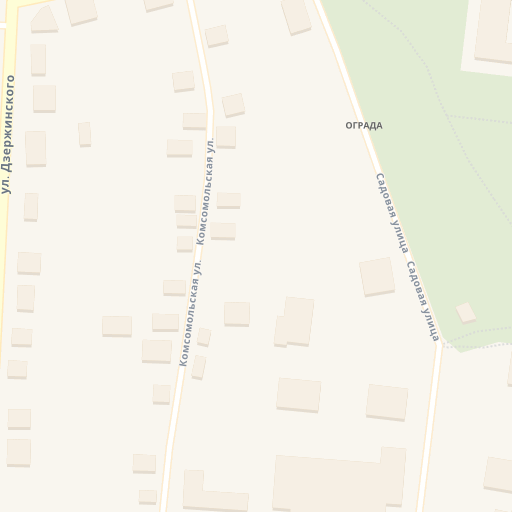 ул. Дзержинского
ОГРАДА
Комсомольская ул.
Садовая улица
Садовая улица
Комсомольская ул.